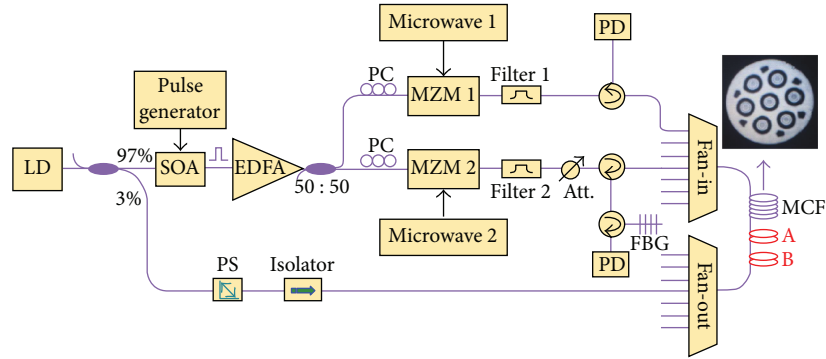 Microwave 1
PD
Pulse
generator
PC
MZM 1
Filter 1
LD
97%
SOA
EDFA
50 : 50
PC
MZM 2
Filter 2
Att.
Fan-in
3%
Microwave 2
PD
FBG
MCF
A
B
PS
Isolator
Fan-out